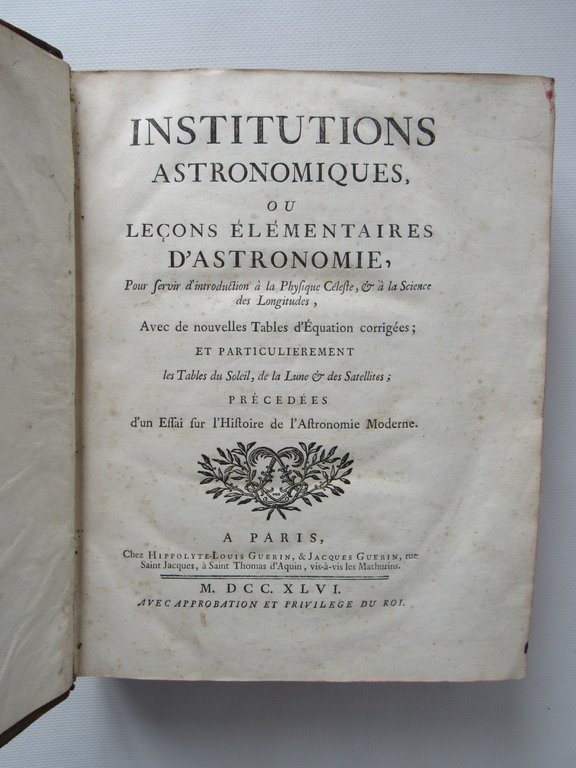 INSTITUTIONS
ASTRONOMIQUES,
OU
LEÇONS ÉLÉMENTAIRES
D'ASTRONOMIE,
Pour ſervir d'introduction à la Phyſique Céleſte, & à la Science
des Longitudes,
Avec de nouvelles Tables d'Équation corrigées;
ET PARTICULIEREMENT
les Tables du Soleil, de la Lune & des Satellites;
PRÉCEDÉES
d'un Eſſai ſur l'Hiſtoire de l'Aſtronomie Moderne.
A PARIS,
Chez HIPPOLYTE-LOUIS GUERIN, & JACQUES GUERIN, rue
Saint Jacques, à Saint Thomas d'Aquin, vis-à-vis les Mathurins.
M. DCC. XLVI.
AVEC APPROBATION ET PRIVILEGE DU ROI.